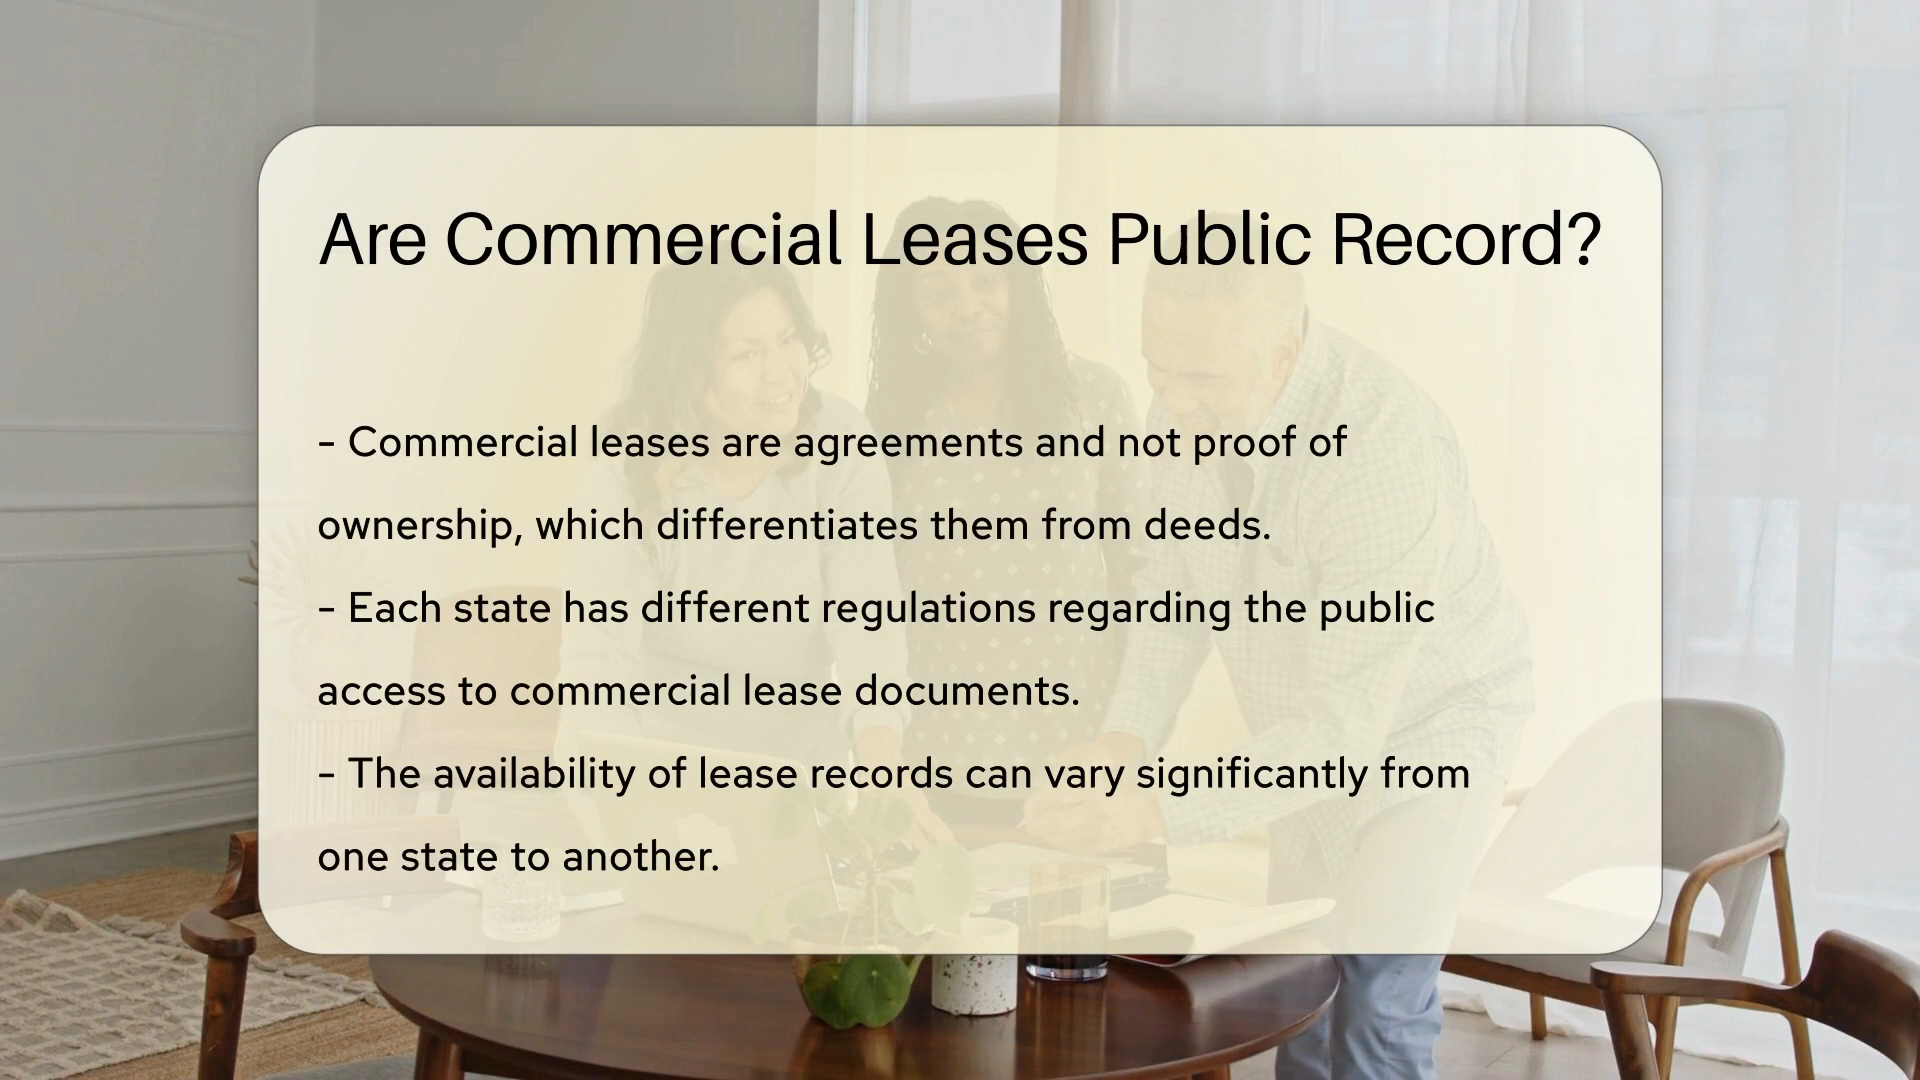 Are Commercial Leases Public Record?
- Commercial leases are agreements and not proof of
ownership, which differentiates them from deeds.
- Each state has different regulations regarding the public
access to commercial lease documents.
- The availability of lease records can vary significantly from
one state to another.